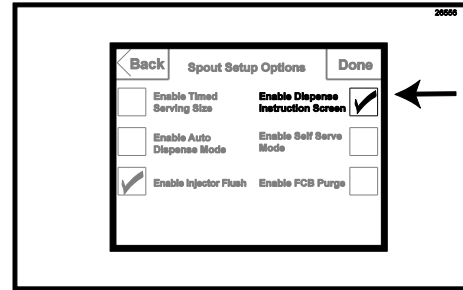 26556
Back
Spout Setup Options
Done
Enable Timed
Serving Size
Enable Dispense
Instruction Screen
Enable Auto
Dispense Mode
Enable Self Serve
Mode
Enable Injector Flush
Enable FCB Purge